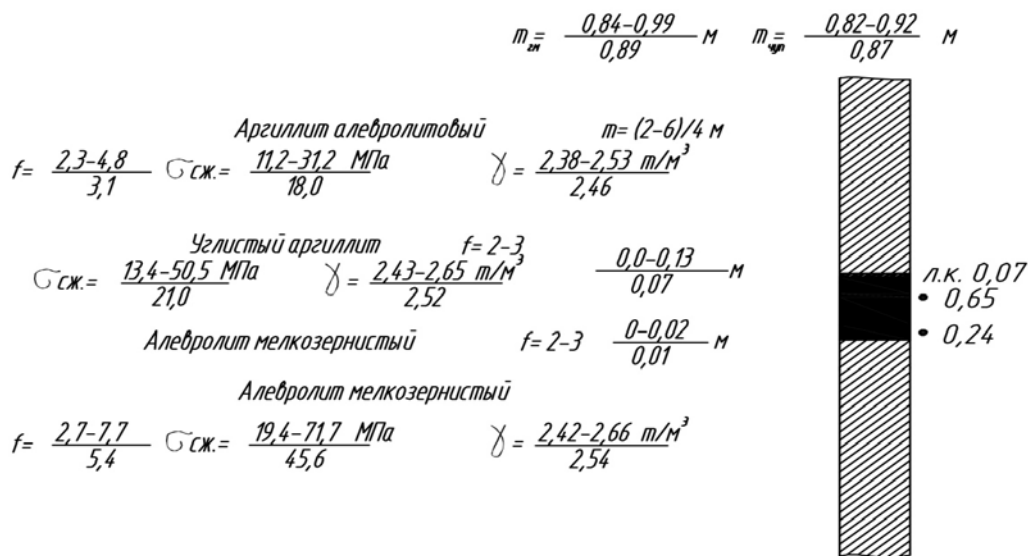 mгм= 0,84-0,99/0,89 м mчуп= 0,82-0,92/0,87 м
Аргиллит алевролитовый m= (2-6)/4 м
f= 2,3-4,8/3,1 σсж.= 11,2-31,2 МПа/18,0 γ= 2,38-2,53 т/м³/2,46
Углистый аргиллит f= 2-3
σсж.= 13,4-50,5 МПа/21,0 γ= 2,43-2,65 т/м³/2,52 0,0-0,13/0,07 м
л.к. 0,07
• 0,65
Алевролит мелкозернистый f= 2-3 0-0,02/0,01 м
• 0,24
Алевролит мелкозернистый
f= 2,7-7,7/5,4 σсж.= 19,4-71,7 МПа/45,6 γ= 2,42-2,66 т/м³/2,54